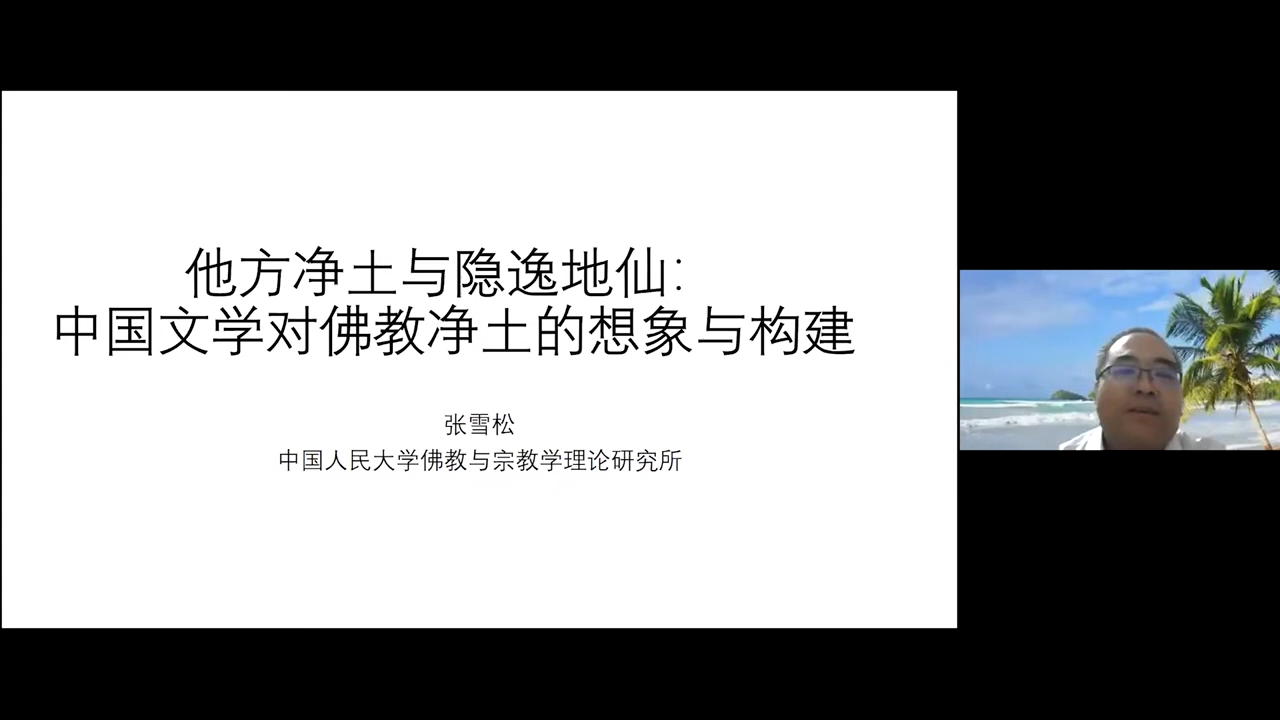 他方净土与隐逸地仙:
中国文学对佛教净土的想象与构建
张雪松
中国人民大学佛教与宗教学理论研究所